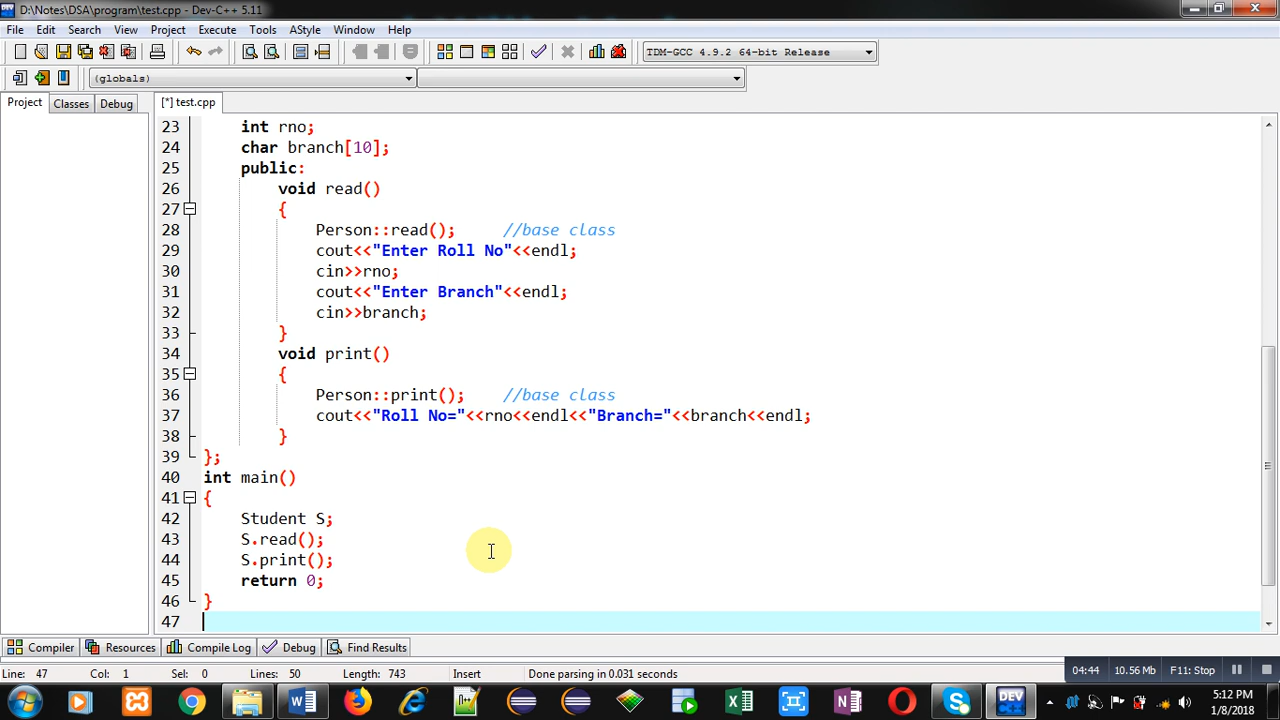 D:\Notes\DSA\program\test.cpp - Dev-C++ 5.11
File Edit Search View Project Execute Tools AStyle Window Help
TDM-GCC 4.9.2 64-bit Release
(globals)
Project Classes Debug [*] test.cpp
23 int rno;
24 char branch[10];
25 public:
26 void read()
27 {
28 Person::read(); //base class
29 cout<<"Enter Roll No"<<endl;
30 cin>>rno;
31 cout<<"Enter Branch"<<endl;
32 cin>>branch;
33 }
34 void print()
35 {
36 Person::print(); //base class
37 cout<<"Roll No="<<rno<<endl<<"Branch="<<branch<<endl;
38 }
39 };
40 int main()
41 {
42 Student S;
43 S.read();
44 S.print();
45 return 0;
46 }
47
Compiler Resources Compile Log Debug Find Results
Line: 47 Col: 1 Sel: 0 Lines: 50 Length: 743 Insert Done parsing in 0.031 seconds
04:44 10.56 Mb F11: Stop
DEV
5:12 PM
1/8/2018